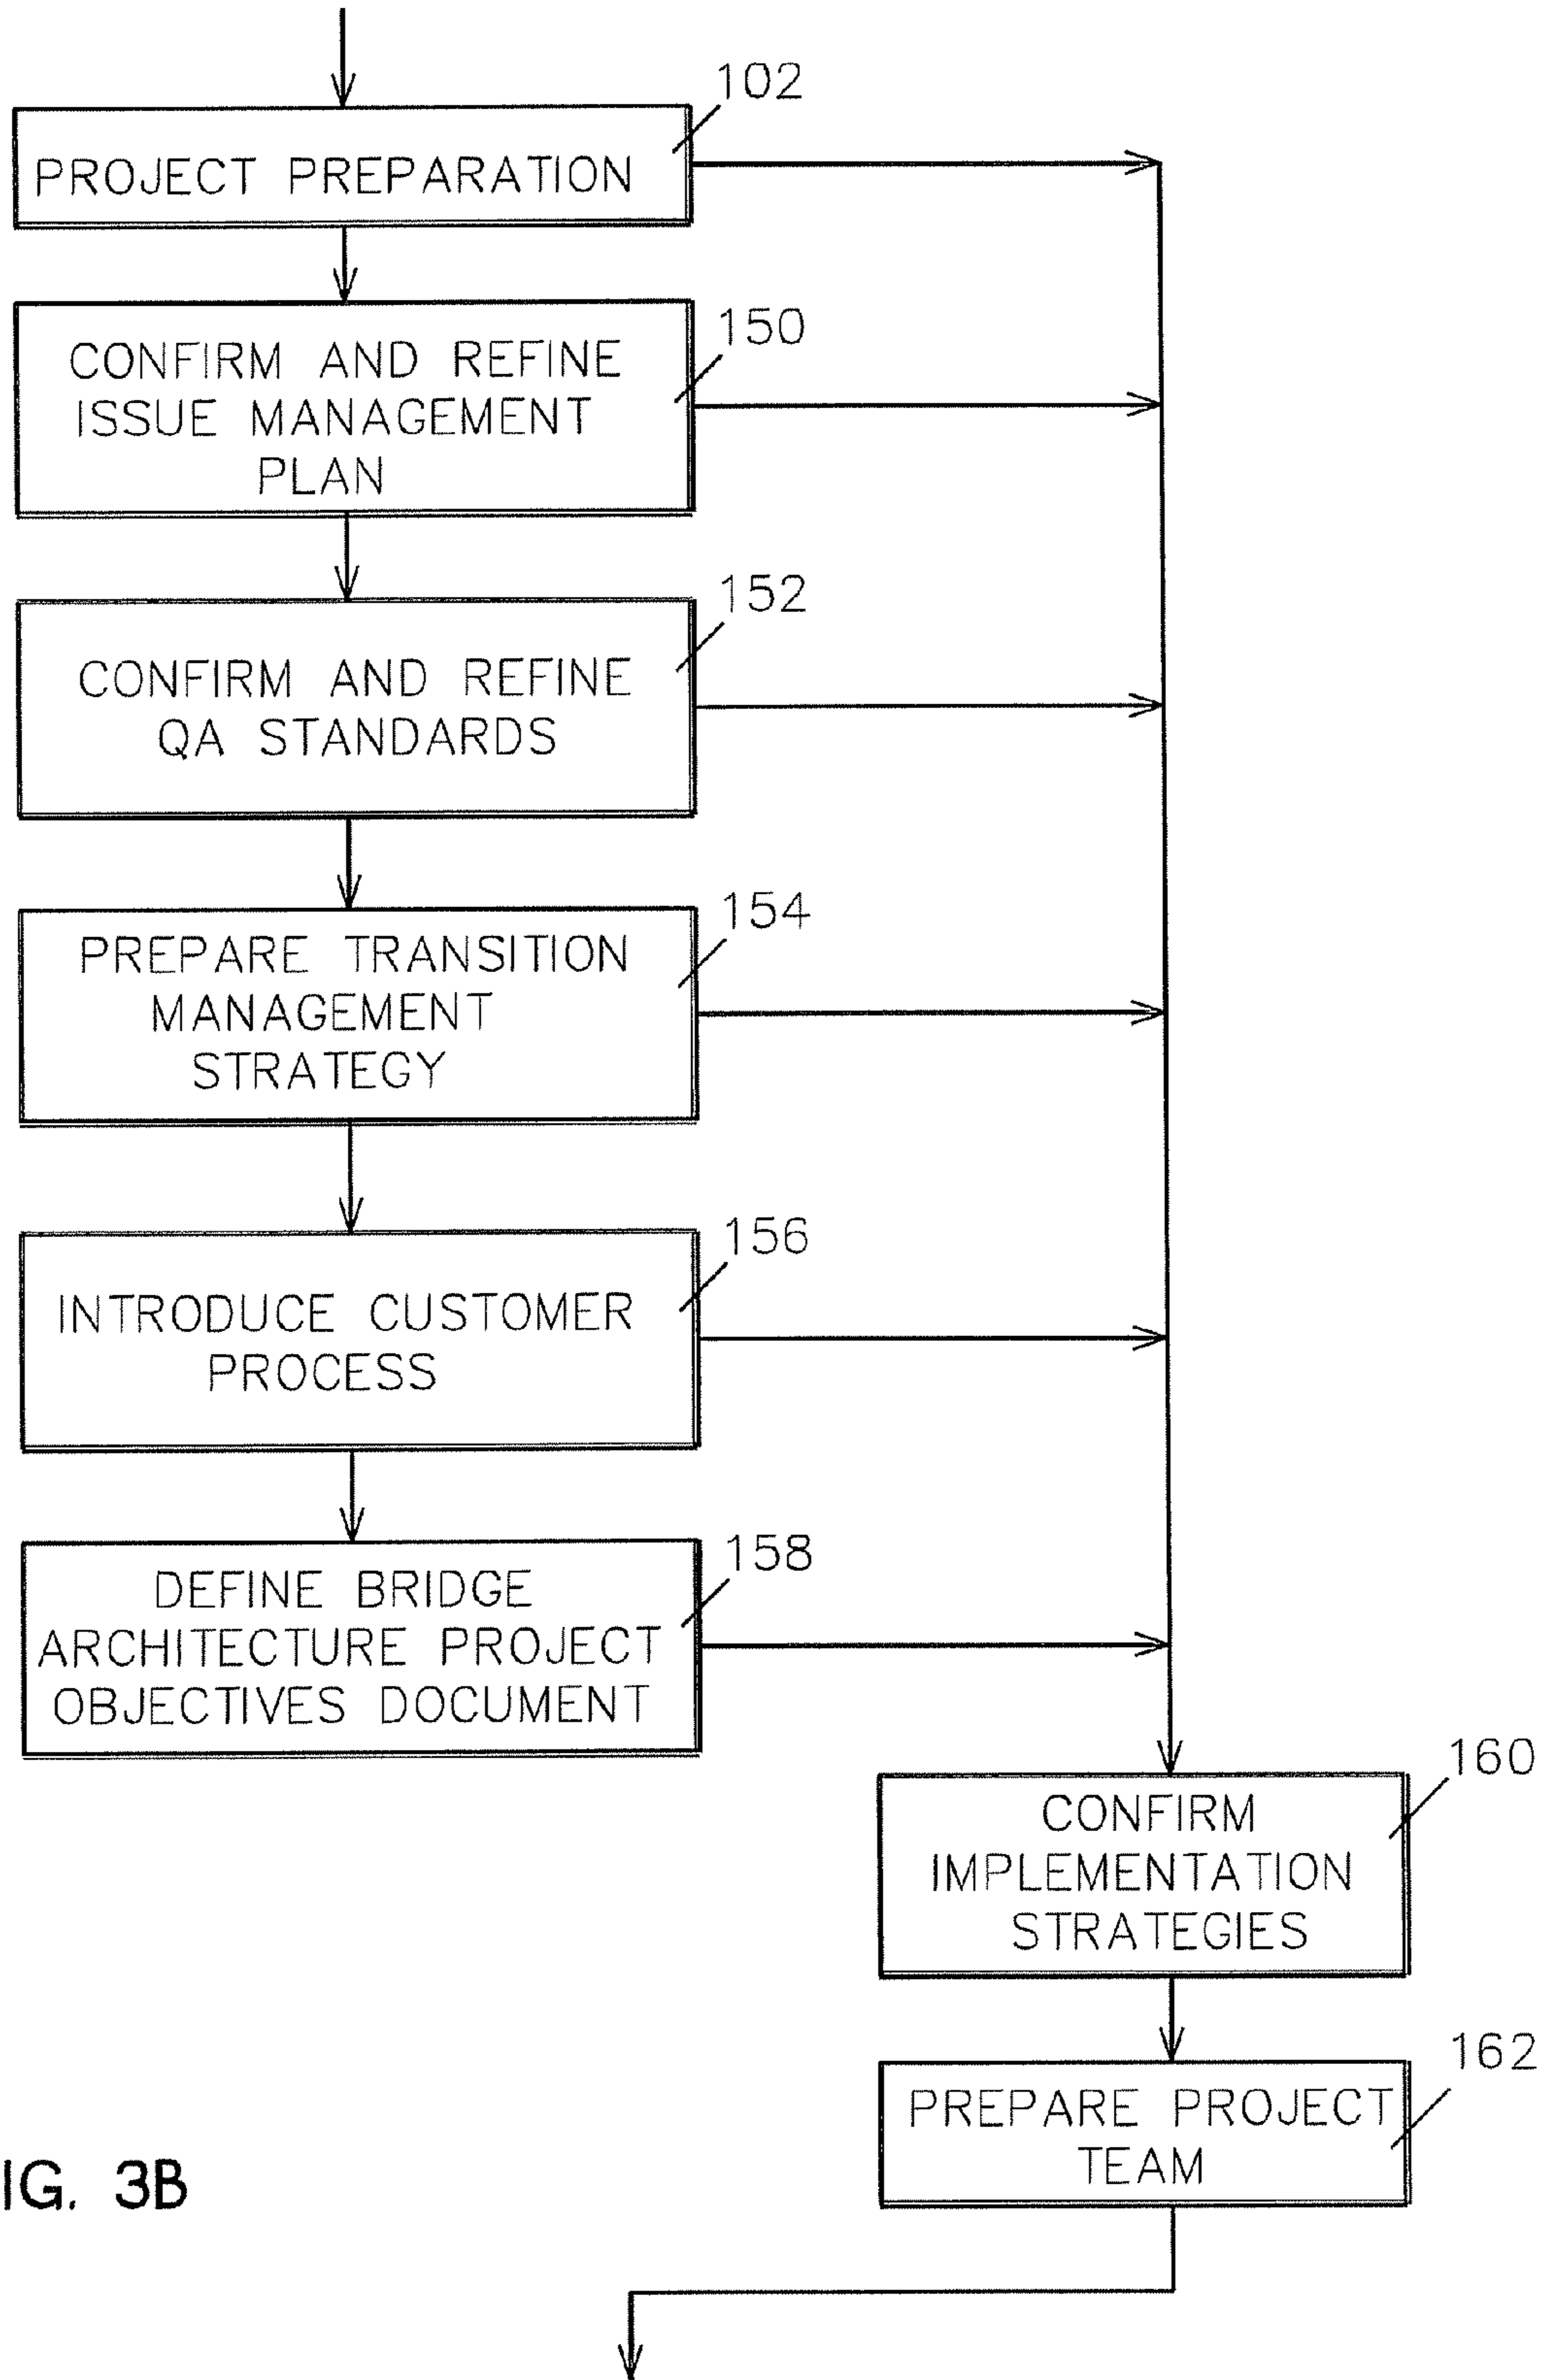 102
PROJECT PREPARATION
150
CONFIRM AND REFINE
ISSUE MANAGEMENT
PLAN
152
CONFIRM AND REFINE
QA STANDARDS
154
PREPARE TRANSITION
MANAGEMENT
STRATEGY
156
INTRODUCE CUSTOMER
PROCESS
158
DEFINE BRIDGE
ARCHITECTURE PROJECT
OBJECTIVES DOCUMENT
160
CONFIRM
IMPLEMENTATION
STRATEGIES
162
PREPARE PROJECT
TEAM
IG. 3B